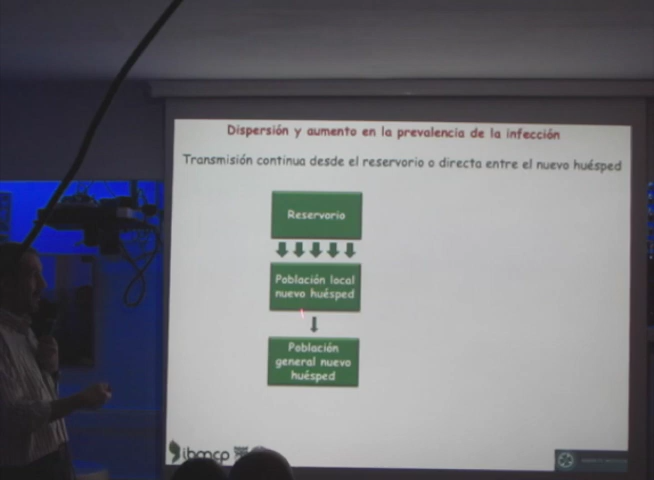 Dispersión y aumento en la prevalencia de la infección
Transmisión continua desde el reservorio o directa entre el nuevo huésped
Reservorio
Población local
nuevo huésped
Población
general nuevo
huésped
ibmcp